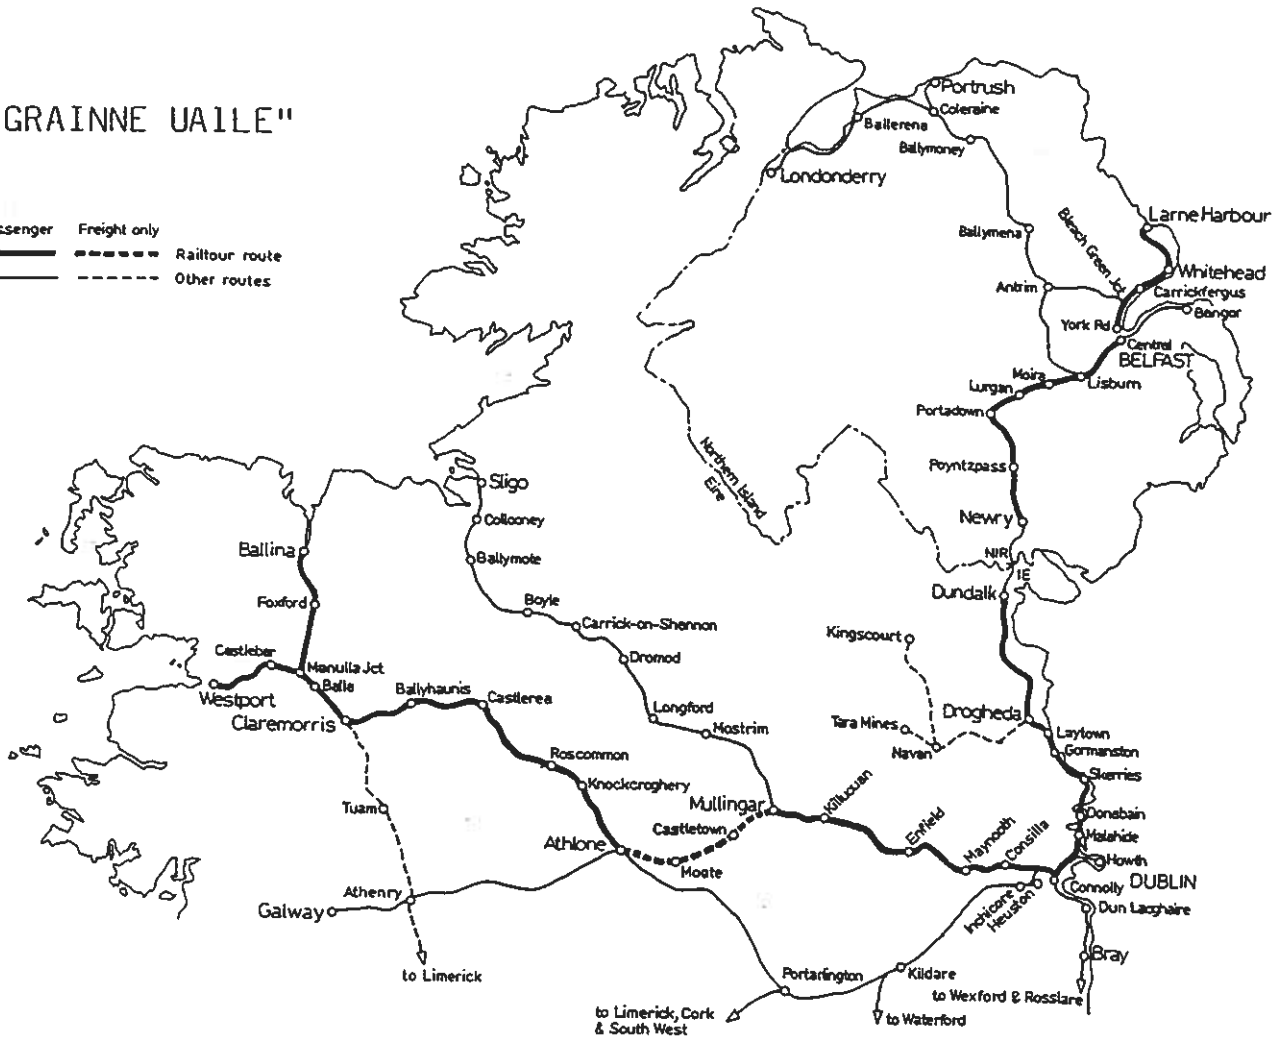 GRAINNE UAILE"
ssenger Freight only
Railtour route
Other routes
Portrush
Coleraine
Ballerena
Ballymoney
Londonderry
Larne Harbour
Bleach Green Jct
Ballymena
Whitehead
Antrim
Carrickfergus
Bangor
York Rd
Central
BELFAST
Moira
Lisburn
Lurgan
Portadown
Northern Island
Eire
Poyntzpass
Sligo
Newry
Collooney
Ballina
Ballymote
NIR
IE
Dundalk
Foxford
Boyle
Carrick-on-Shannon
Kingscourt
Castlebar
Dromod
Manulla Jct
Balla
Ballyhaunis
Castlerea
Westport
Claremorris
Longford
Mostrim
Drogheda
Tara Mines
Navan
Laytown
Gormanston
Roscommon
Skerries
Knockcroghery
Killucan
Mullingar
Tuam
Castletown
Enfield
Maynooth
Consilla
Donabain
Malahide
Athlone
Moate
Howth
Connolly DUBLIN
Athenry
Galway
Inchicore
Heuston
Dun Laoghaire
Bray
to Limerick
Portarlington
Kildare
to Wexford & Rosslare
to Limerick, Cork
& South West
to Waterford